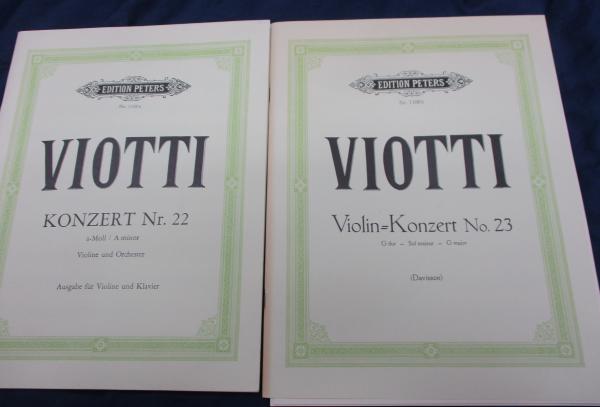 EDITION PETERS
VIOTTI
KONZERT Nr. 22
a-Moll / A minor
Violine und Orchester
Ausgabe für Violine und Klavier
EDITION PETERS
VIOTTI
Violin=Konzert No. 23
G dur — Sol majeur — G major
(Davisson)